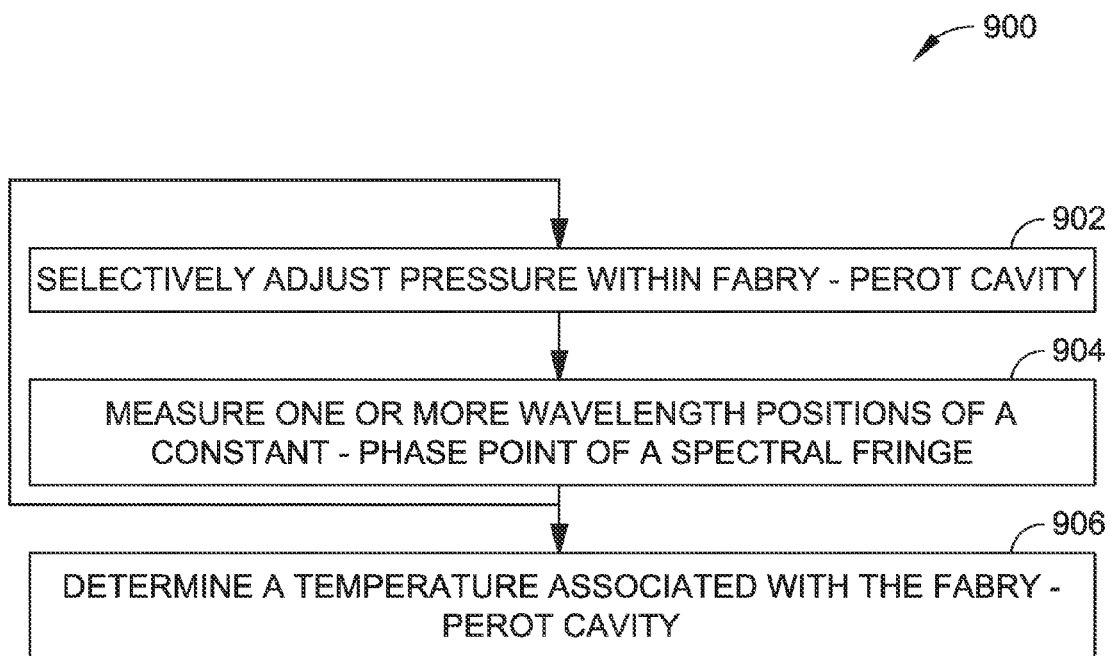 900
902
SELECTIVELY ADJUST PRESSURE WITHIN FABRY - PEROT CAVITY
904
MEASURE ONE OR MORE WAVELENGTH POSITIONS OF A
CONSTANT - PHASE POINT OF A SPECTRAL FRINGE
906
DETERMINE A TEMPERATURE ASSOCIATED WITH THE FABRY -
PEROT CAVITY